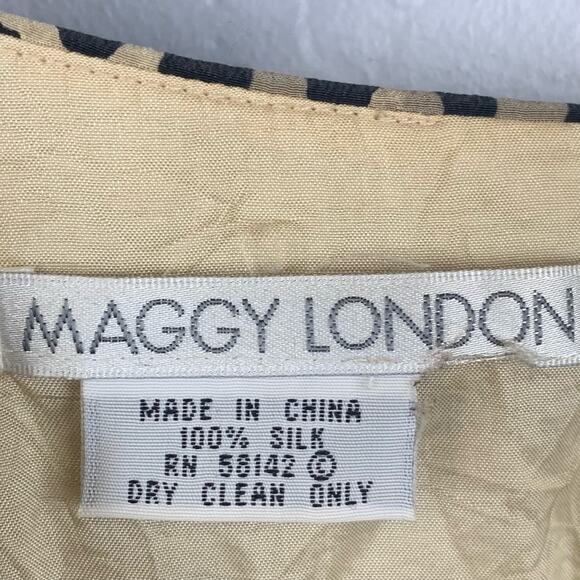 MAGGY LONDON
MADE IN CHINA
100% SILK
RN 58142 ©
DRY CLEAN ONLY